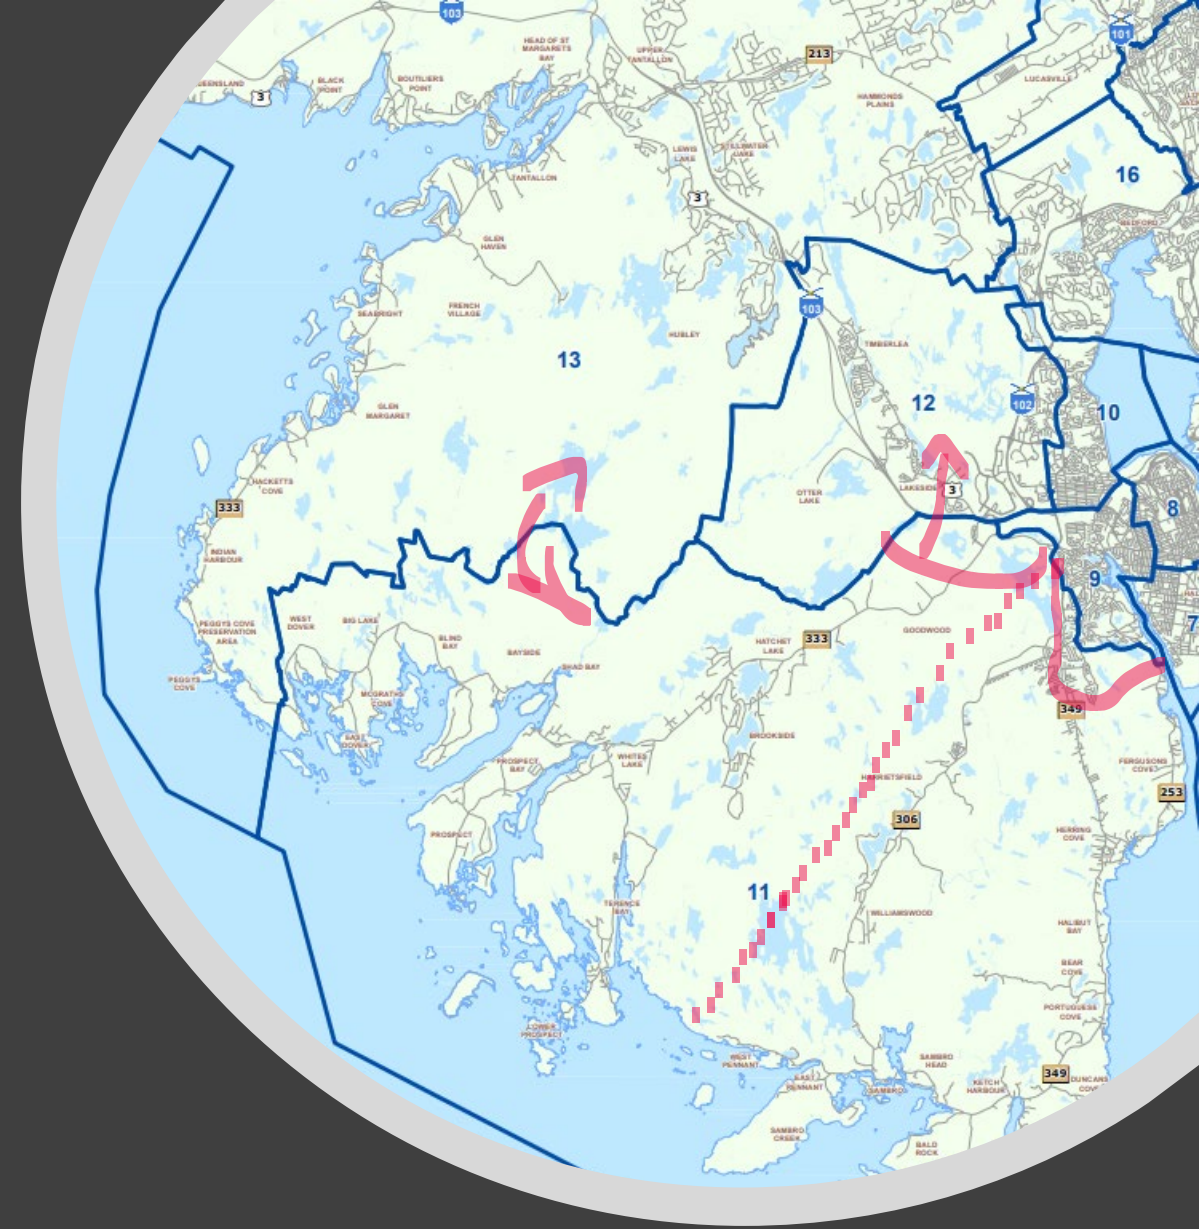 103
HEAD OF ST
MARGARETS
BAY
UPPER
TANTALLON
213
101
LUCASVILLE
BLACK
POINT
BOUTILIERS
POINT
3
HAMMONDS
PLAINS
LEWIS
LAKE
STILLWATER
LAKE
TANTALLON
16
3
BEDFORD
GLEN
HAVEN
SEABRIGHT
FRENCH
VILLAGE
103
HUBLEY
TIMBERLEA
13
12
102
10
GLEN
MARGARET
HACKETTS
COVE
OTTER
LAKE
LAKESIDE
3
333
8
INDIAN
HARBOUR
9
WEST
DOVER
BIG LAKE
PEGGYS COVE
PRESERVATION
AREA
BLIND
BAY
BAYSIDE
SHAD BAY
HATCHET
LAKE
333
GOODWOOD
7
PEGGYS
COVE
MCGRATHS
COVE
349
EAST
DOVER
BROOKSIDE
PROSPECT
BAY
WHITES
LAKE
HARRIETSFIELD
FERGUSONS
COVE
253
306
PROSPECT
HERRING
COVE
11
TERENCE
BAY
WILLIAMSWOOD
HALIBUT
BAY
BEAR
COVE
PORTUGUESE
COVE
LOWER
PROSPECT
WEST
PENNANT
SAMBRO
HEAD
349
EAST
PENNANT
SAMBRO
KETCH
HARBOUR
DUNCANS
COVE
SAMBRO
CREEK
BALD
ROCK